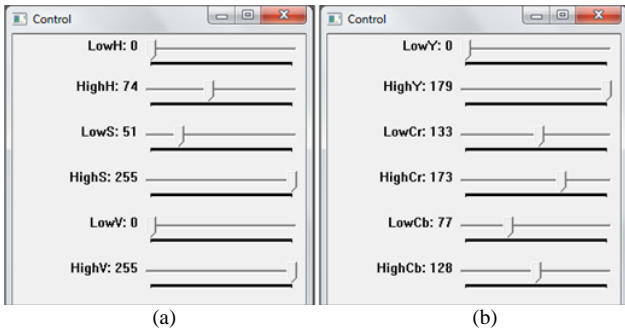 Control
LowH: 0
HighH: 74
LowS: 51
HighS: 255
LowV: 0
HighV: 255
(a)
Control
LowY: 0
HighY: 179
LowCr: 133
HighCr: 173
LowCb: 77
HighCb: 128
(b)